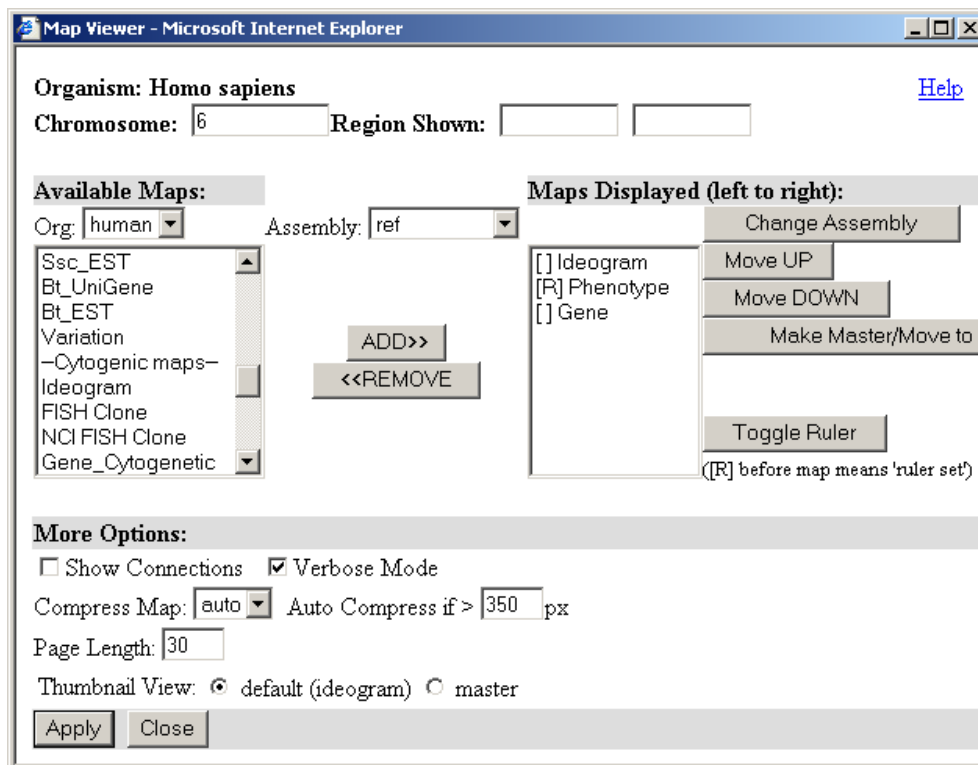 Map Viewer - Microsoft Internet Explorer
Organism: Homo sapiens
Help
Chromosome: 6 Region Shown:
Available Maps:
Maps Displayed (left to right):
Org: human Assembly: ref
Change Assembly
Ssc_EST
Bt_UniGene
Bt_EST
Variation
–Cytogenic maps–
Ideogram
FISH Clone
NCI FISH Clone
Gene_Cytogenetic
ADD>>
<<REMOVE
[ ] Ideogram
[R] Phenotype
[ ] Gene
Move UP
Move DOWN
Make Master/Move to
Toggle Ruler
([R] before map means 'ruler set')
More Options:
Show Connections Verbose Mode
Compress Map: auto Auto Compress if > 350 px
Page Length: 30
Thumbnail View: default (ideogram) master
Apply Close